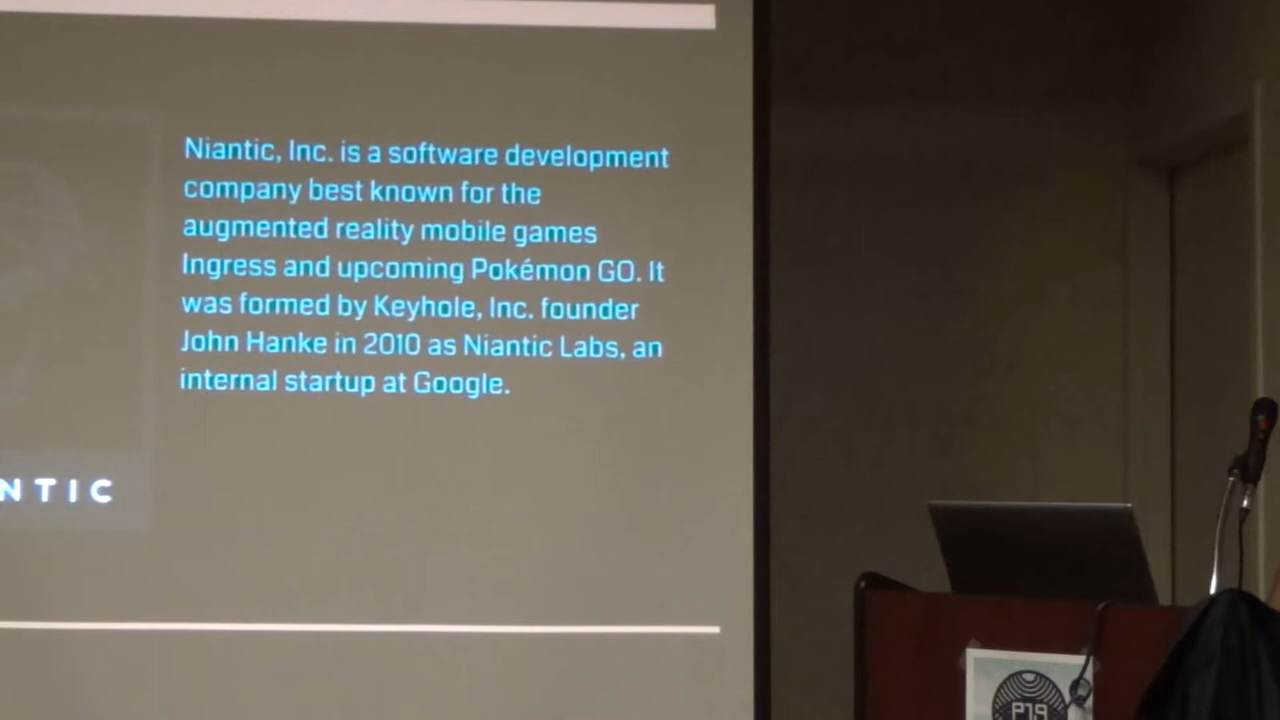 Niantic, Inc. is a software development
company best known for the
augmented reality mobile games
Ingress and upcoming Pokémon GO. It
was formed by Keyhole, Inc. founder
John Hanke in 2010 as Niantic Labs, an
internal startup at Google.
NTIC
P19